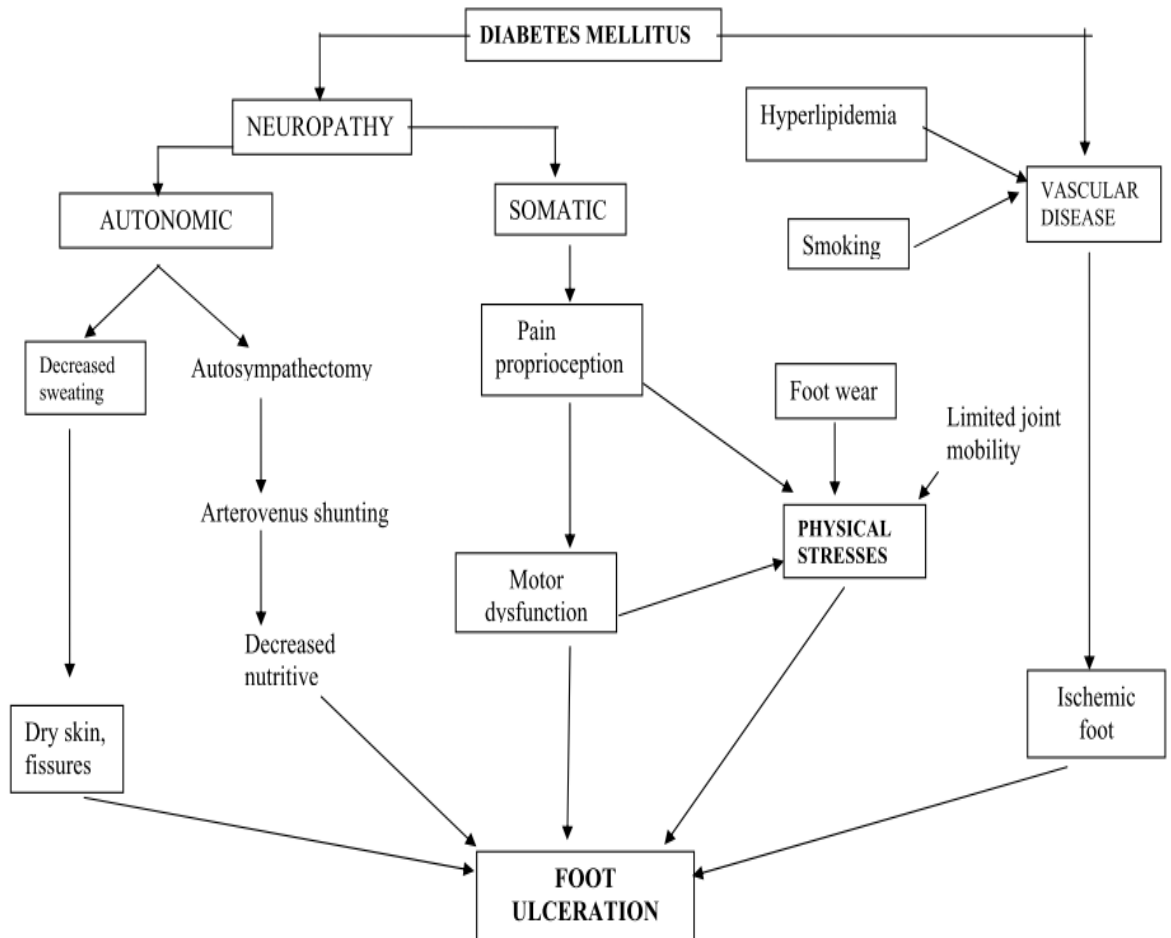 DIABETES MELLITUS
NEUROPATHY
Hyperlipidemia
AUTONOMIC
SOMATIC
VASCULAR
DISEASE
Smoking
Decreased
sweating
Autosympathectomy
Pain
proprioception
Foot wear
Limited joint
mobility
Arterovenus shunting
PHYSICAL
STRESSES
Motor
dysfunction
Decreased
nutritive
Dry skin,
fissures
Ischemic
foot
FOOT
ULCERATION